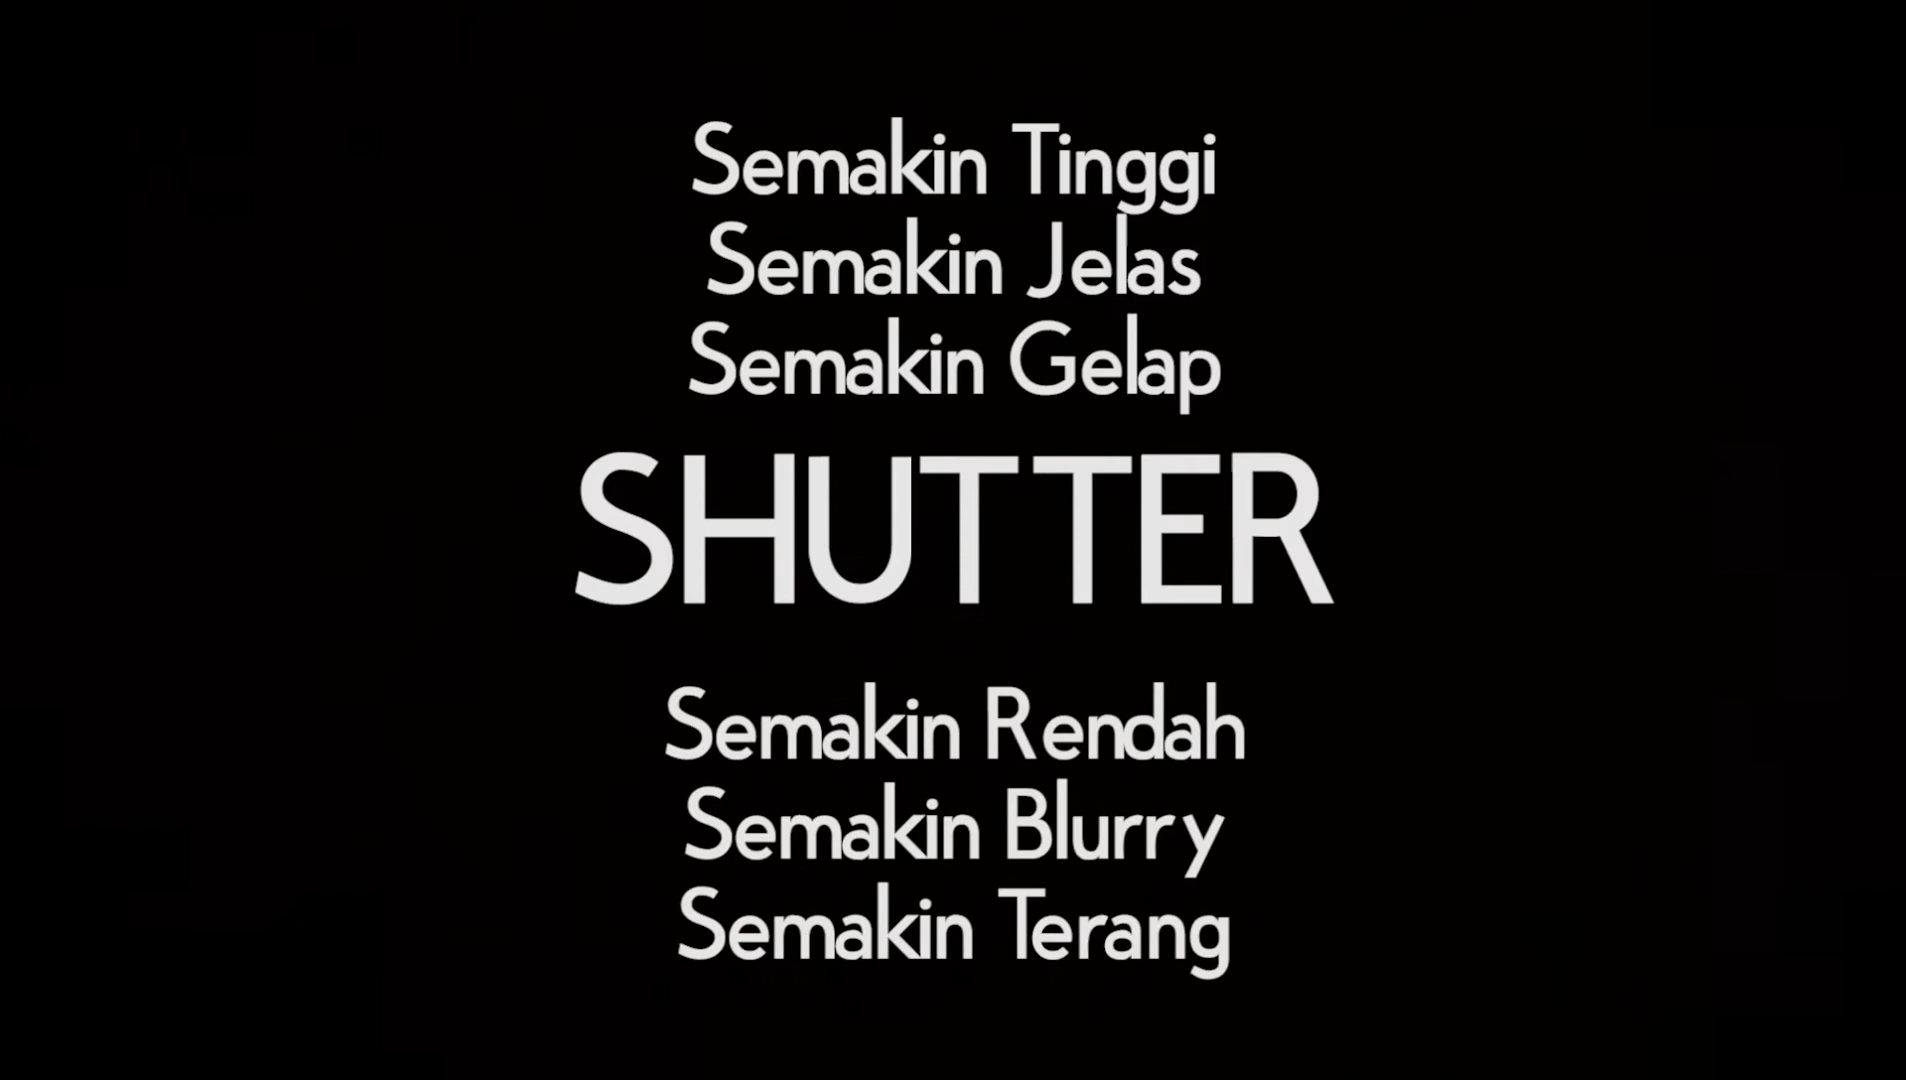 Semakin Tinggi
Semakin Jelas
Semakin Gelap
SHUTTER
Semakin Rendah
Semakin Blurry
Semakin Terang